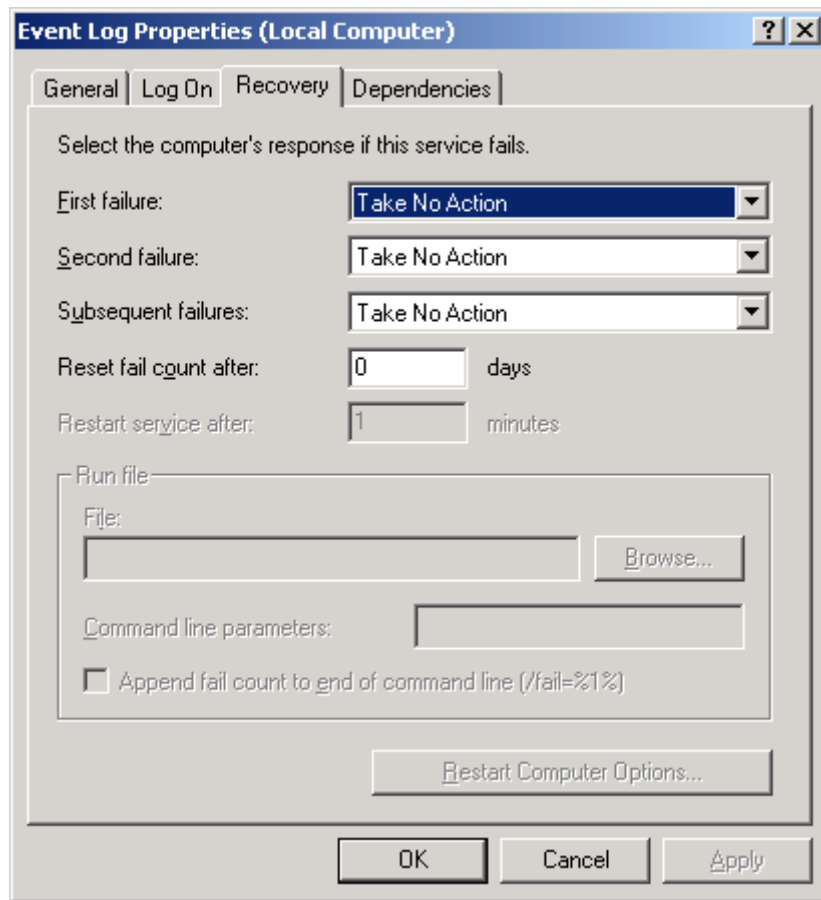 Event Log Properties (Local Computer)
General Log On Recovery Dependencies
Select the computer's response if this service fails.
First failure: Take No Action
Second failure: Take No Action
Subsequent failures: Take No Action
Reset fail count after: 0 days
Restart service after: 1 minutes
Run file
File:
Browse...
Command line parameters:
Append fail count to end of command line (/fail=%1%)
Restart Computer Options...
OK Cancel Apply